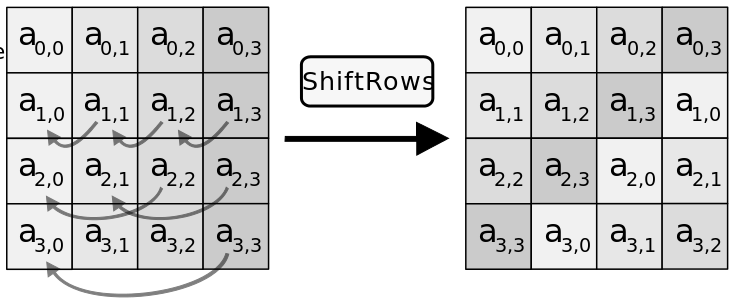 a0,0 a0,1 a0,2 a0,3
a1,0 a1,1 a1,2 a1,3
a2,0 a2,1 a2,2 a2,3
a3,0 a3,1 a3,2 a3,3
ShiftRows
a0,0 a0,1 a0,2 a0,3
a1,1 a1,2 a1,3 a1,0
a2,2 a2,3 a2,0 a2,1
a3,3 a3,0 a3,1 a3,2